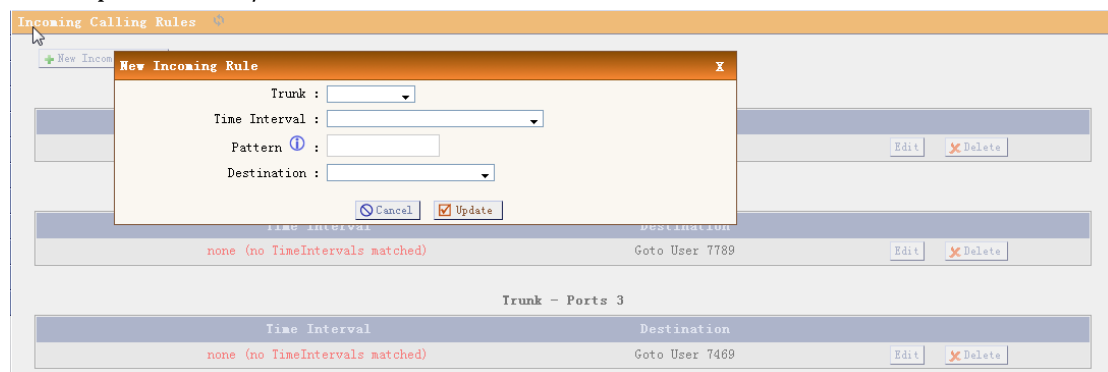 Incoming Calling Rules
New Incom
New Incoming Rule X
Trunk :
Time Interval :
Pattern :
Destination :
Cancel Update
Edit Delete
Time Interval Destination
none (no TimeIntervals matched) Goto User 7789 Edit Delete
Trunk - Ports 3
Time Interval Destination
none (no TimeIntervals matched) Goto User 7469 Edit Delete